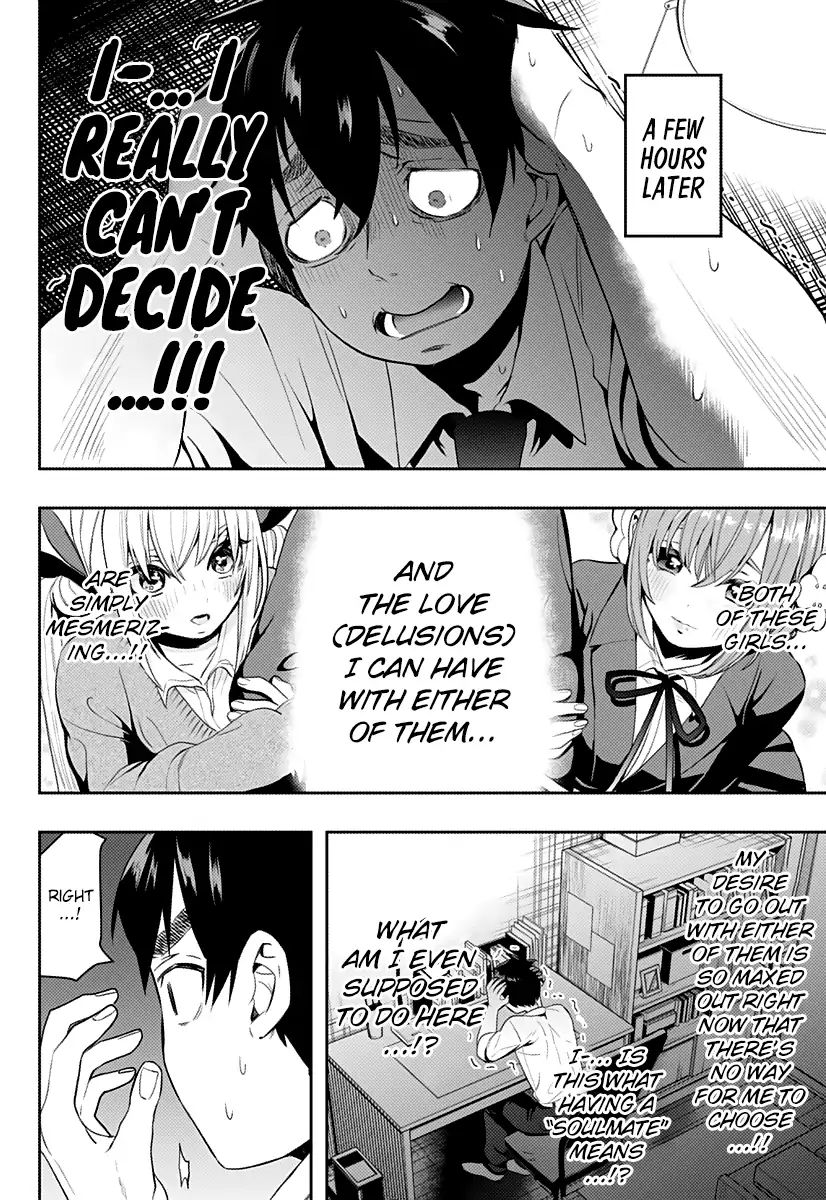 A FEW
HOURS
LATER
I-... I
REALLY
CAN'T
DECIDE
....!!!
BOTH
OF THESE
GIRLS...
AND
THE LOVE
(DELUSIONS)
I CAN HAVE
WITH EITHER
OF THEM...
ARE
SIMPLY
MESMERIZ-
ING...!!
MY
DESIRE
TO GO OUT
WITH EITHER
OF THEM IS
SO MAXED
OUT RIGHT
NOW THAT
THERE'S
NO WAY
FOR ME TO
CHOOSE
...!!
I-... IS
THIS WHAT
HAVING A
"SOULMATE"
MEANS
...!?
WHAT
AM I EVEN
SUPPOSED
TO DO HERE
...!?
RIGHT
...!